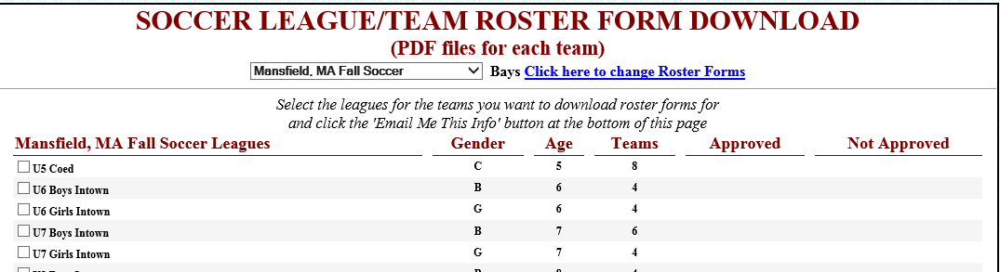 SOCCER LEAGUE/TEAM ROSTER FORM DOWNLOAD
(PDF files for each team)
Mansfield, MA Fall Soccer Bays Click here to change Roster Forms
Select the leagues for the teams you want to download roster forms for
and click the 'Email Me This Info' button at the bottom of this page
Mansfield, MA Fall Soccer Leagues Gender Age Teams Approved Not Approved
U5 Coed C 5 8
U6 Boys Intown B 6 4
U6 Girls Intown G 6 4
U7 Boys Intown B 7 6
U7 Girls Intown G 7 4